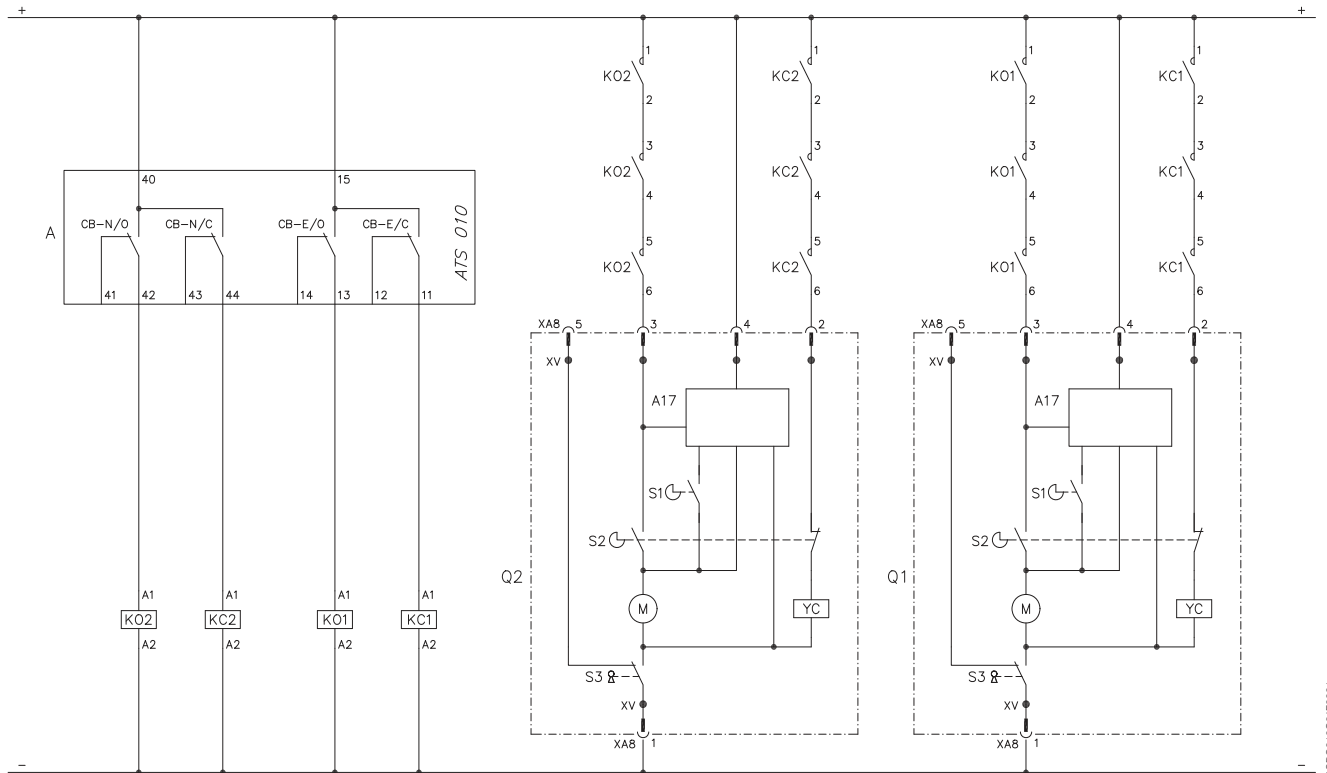 + +
1 1 1 1
KO2 KC2 KO1 KC1
2 2 2 2
3 3 3 3
KO2 KC2 KO1 KC1
4 4 4 4
40 15
A CB-N/O CB-N/C CB-E/O CB-E/C ATS 010
5 5 5 5
KO2 KC2 KO1 KC1
6 6 6 6
41 42 43 44 14 13 12 11
XA8 5 3 4 2 XA8 5 3 4 2
XV XV
A17 A17
S1 S1
S2 S2
Q2 Q1
A1 A1 A1 A1
KO2 KC2 KO1 KC1 M YC M YC
A2 A2 A2 A2
S3 S3
XV XV
XA8 1 XA8 1
- -